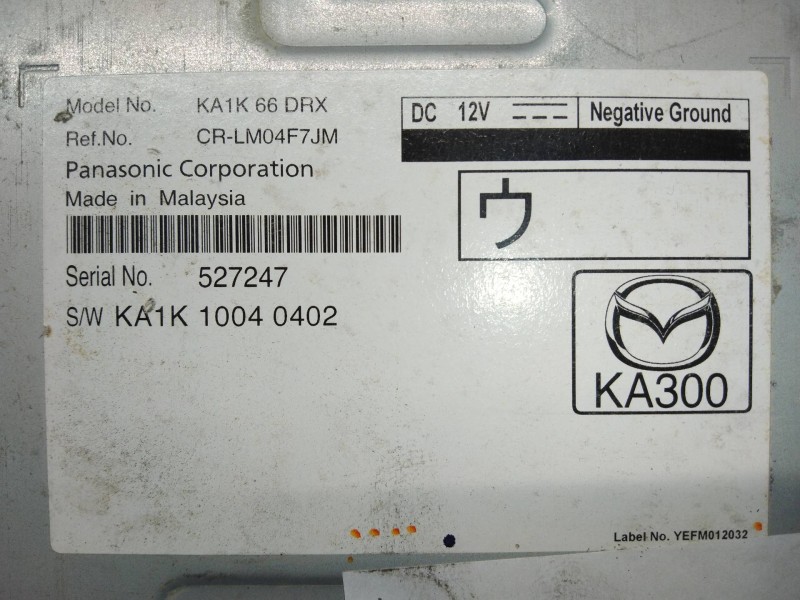 Model No. KA1K 66 DRX
Ref.No. CR-LM04F7JM
Panasonic Corporation
Made in Malaysia
Serial No. 527247
S/W KA1K 1004 0402
DC 12V Negative Ground
ウ
KA300
Label No. YEFM012032